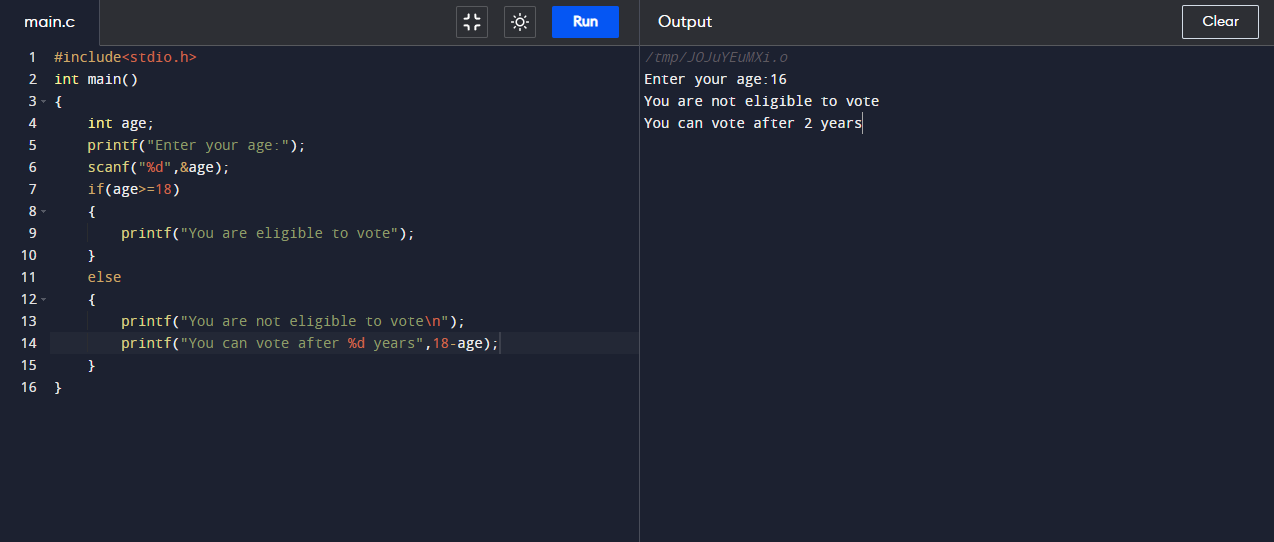 main.c
Run
1 #include<stdio.h>
2 int main()
3 {
4     int age;
5     printf("Enter your age:");
6     scanf("%d",&age);
7     if(age>=18)
8     {
9         printf("You are eligible to vote");
10     }
11     else
12     {
13         printf("You are not eligible to vote\n");
14         printf("You can vote after %d years",18-age);
15     }
16 }
Output
Clear
/tmp/JOJuYEuMXi.o
Enter your age:16
You are not eligible to vote
You can vote after 2 years